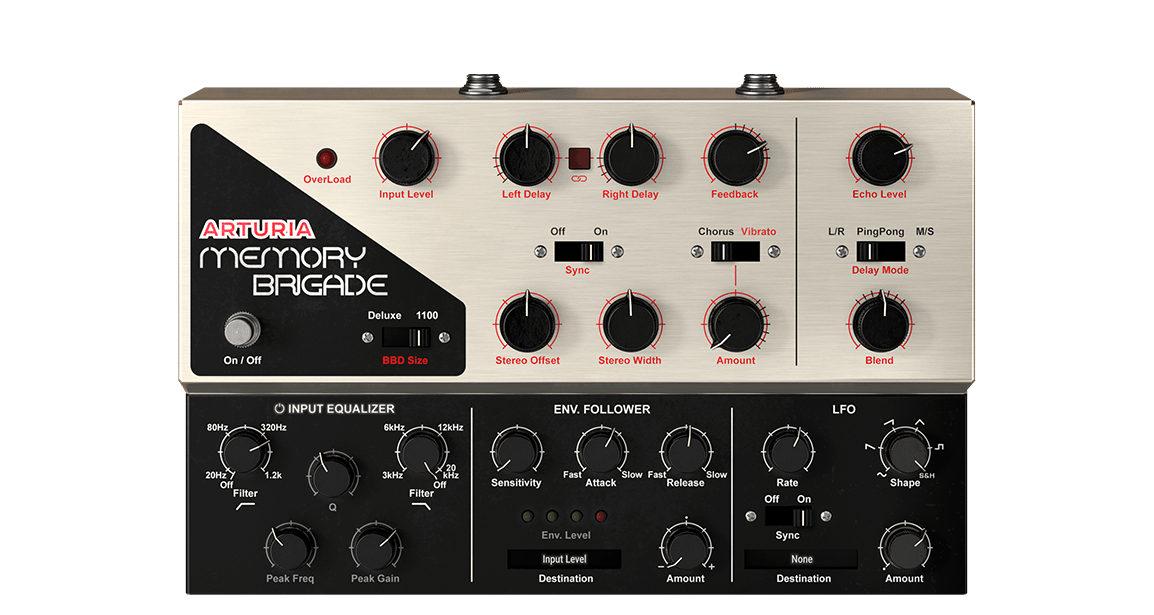 OverLoad
Input Level
Left Delay
Right Delay
Feedback
Echo Level
ARTURIA
MEMORY
BRIGADE
Off On
Sync
Chorus Vibrato
L/R PingPong M/S
Delay Mode
On / Off
Deluxe 1100
BBD Size
Stereo Offset
Stereo Width
Amount
Blend
INPUT EQUALIZER
80Hz 320Hz
20Hz 1.2k
Off
Filter
6kHz 12kHz
3kHz 20 kHz
Off
Filter
Q
Peak Freq
Peak Gain
ENV. FOLLOWER
Sensitivity
Fast Slow
Attack
Fast Slow
Release
Env. Level
Input Level
Destination
- +
Amount
LFO
Rate
S&H
Shape
Off On
Sync
None
Destination
- +
Amount